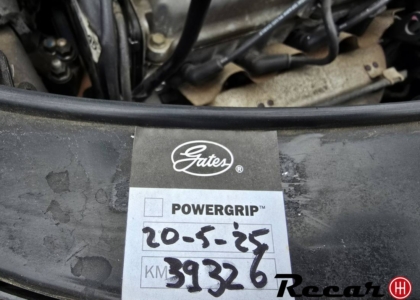 Gates®
POWERGRIP™
20-5-25
KM 39326
Recar